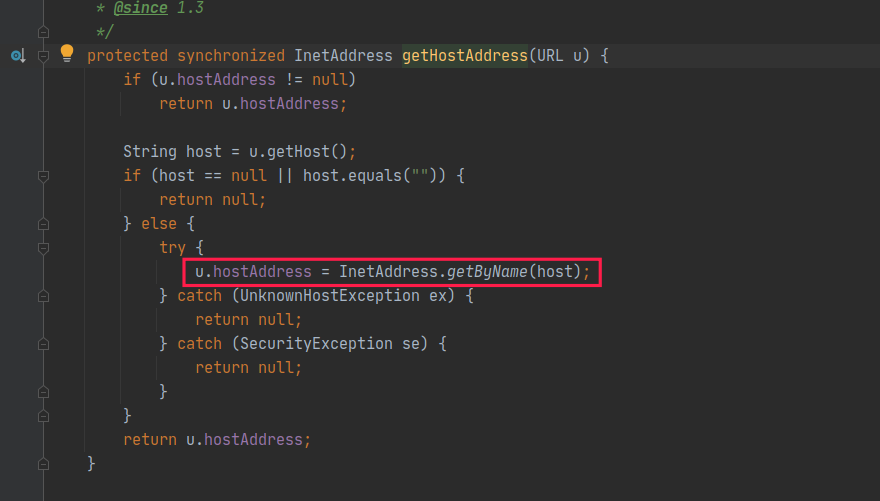 * @since 1.3
*/
protected synchronized InetAddress getHostAddress(URL u) {
if (u.hostAddress != null)
return u.hostAddress;
String host = u.getHost();
if (host == null || host.equals("")) {
return null;
} else {
try {
u.hostAddress = InetAddress.getByName(host);
} catch (UnknownHostException ex) {
return null;
} catch (SecurityException se) {
return null;
}
}
return u.hostAddress;
}